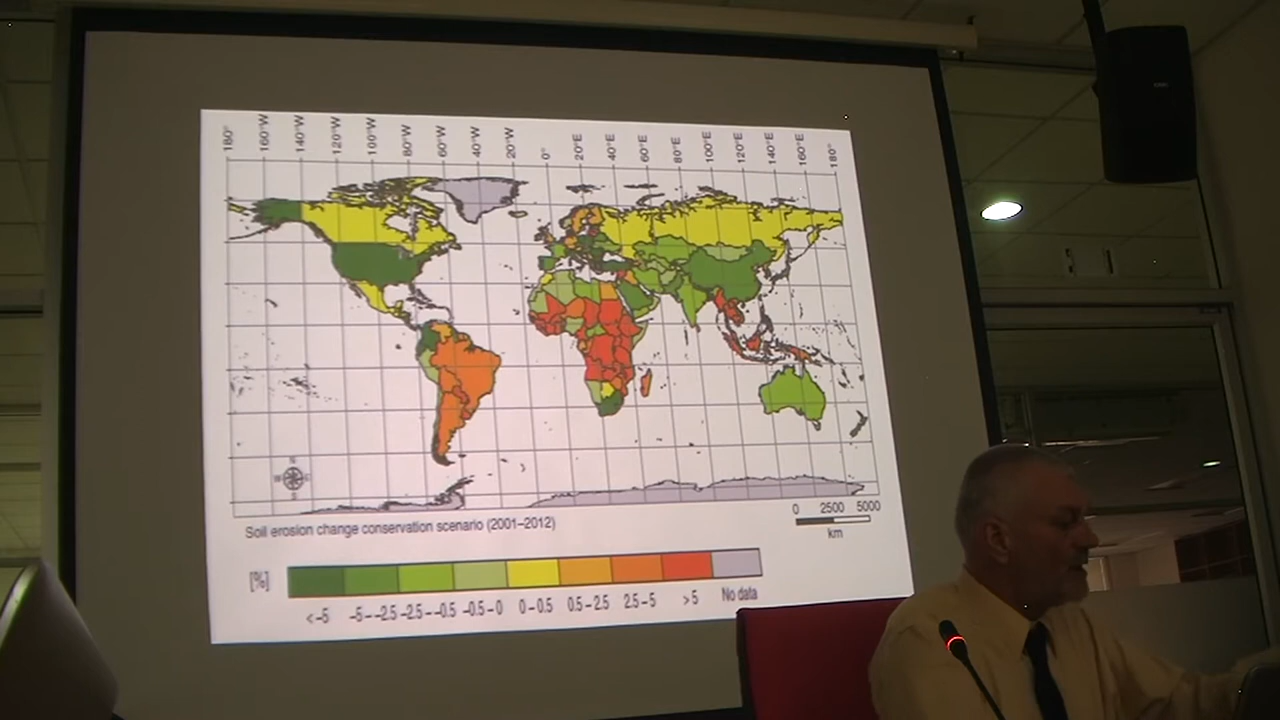 180° 160°W 140°W 120°W 100°W 80°W 60°W 40°W 20°W 0° 20°E 40°E 60°E 80°E 100°E 120°E 140°E 160°E 180°
0 2500 5000
km
Soil erosion change conservation scenario (2001–2012)
[%]
<-5 -5–-2.5 -2.5–-0.5 -0.5–0 0–0.5 0.5–2.5 2.5–5 >5 No data